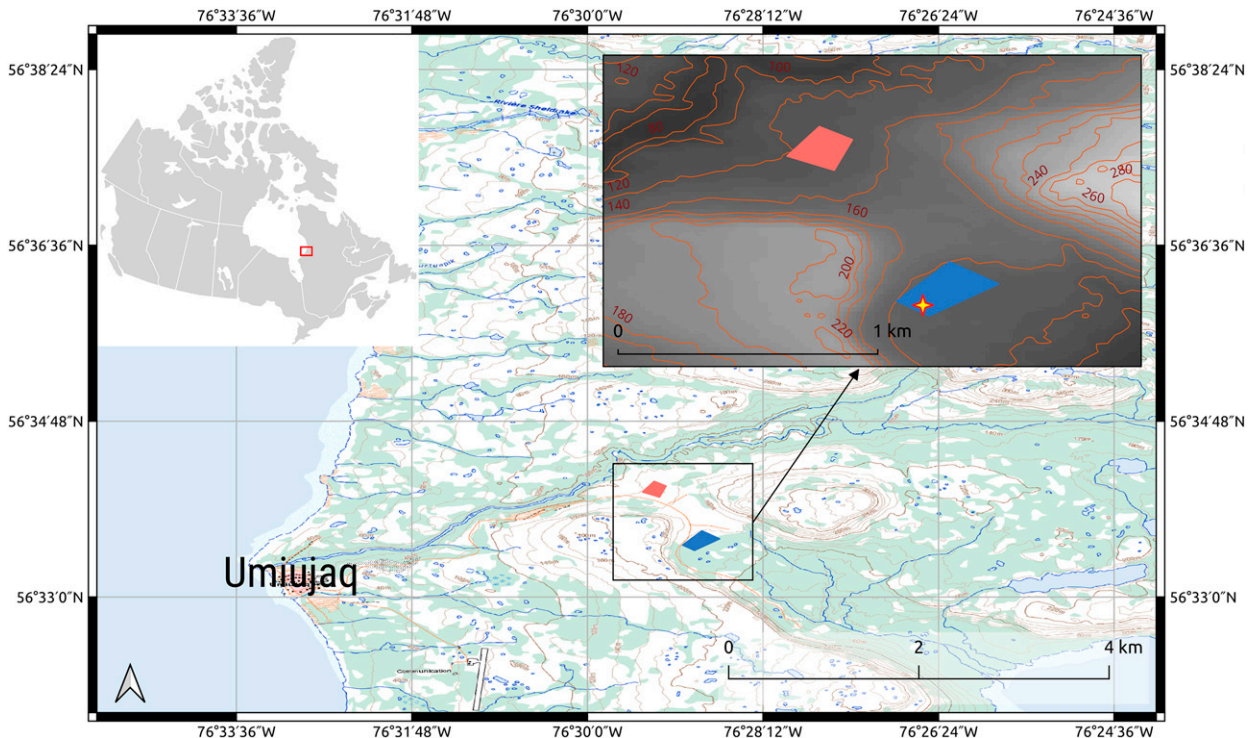 76°33′36″W 76°31′48″W 76°30′0″W 76°28′12″W 76°26′24″W 76°24′36″W
56°38′24″N 56°38′24″N
120
100
Rivière Sheldrake
80
240
280
260
120
140
160
56°36′36″N 56°36′36″N
200
180
220
0 1 km
56°34′48″N 56°34′48″N
Umiujaq
56°33′0″N 56°33′0″N
0 2 4 km
Communication
76°33′36″W 76°31′48″W 76°30′0″W 76°28′12″W 76°26′24″W 76°24′36″W